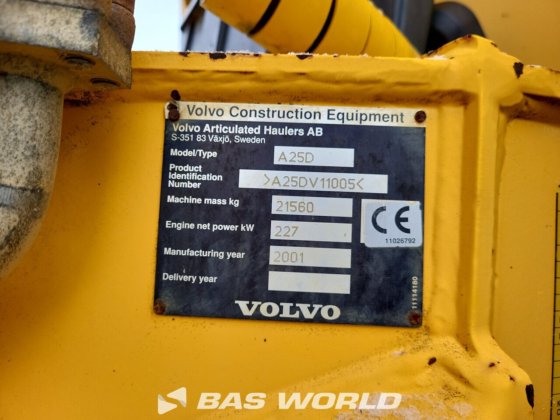 Volvo Construction Equipment
Volvo Articulated Haulers AB
S-351 83 Växjö, Sweden
Model/Type A25D
Product
Identification
Number >A25DV11005<
Machine mass kg 21560
Engine net power kW 227
Manufacturing year 2001
Delivery year
CE
11026792
VOLVO
11114180
BAS WORLD